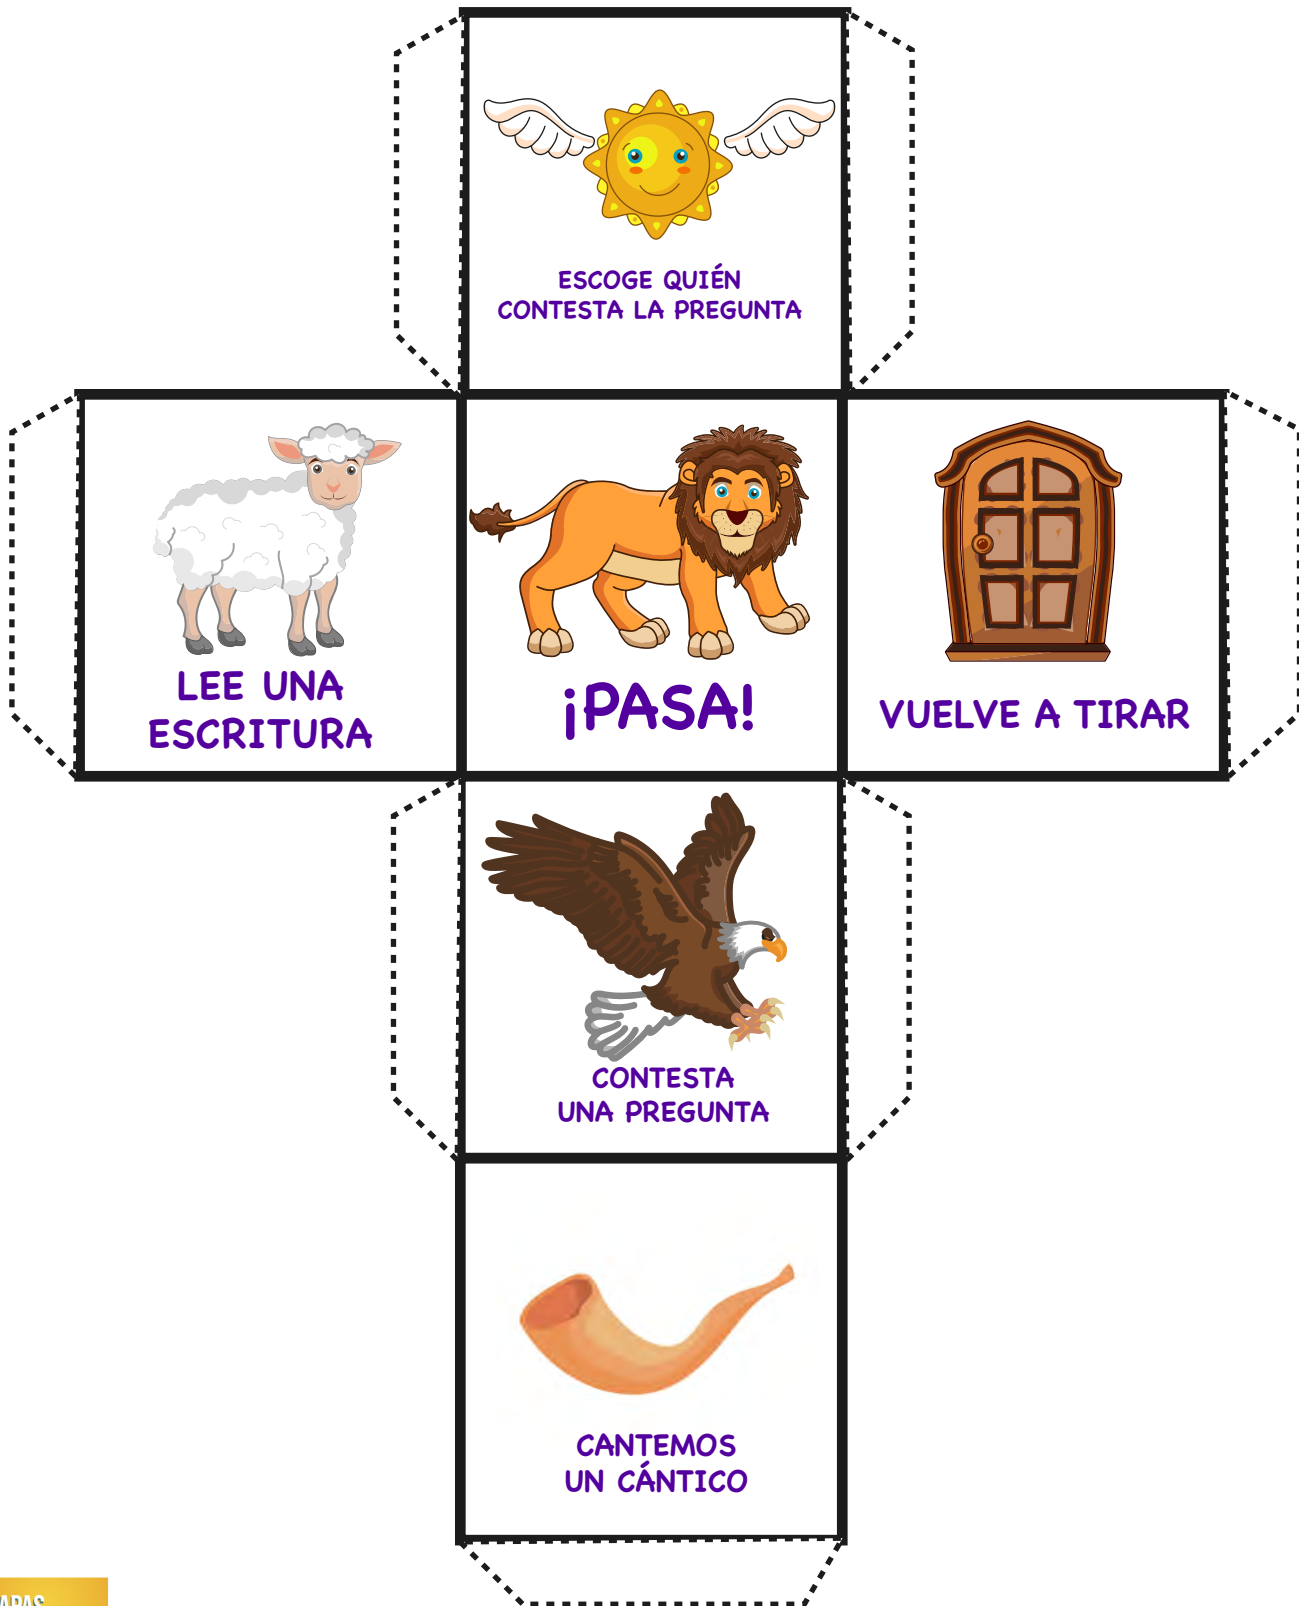 ESCOGE QUIÉN
CONTESTA LA PREGUNTA
LEE UNA
ESCRITURA
¡PASA!
VUELVE A TIRAR
CONTESTA
UNA PREGUNTA
CANTEMOS
UN CÁNTICO